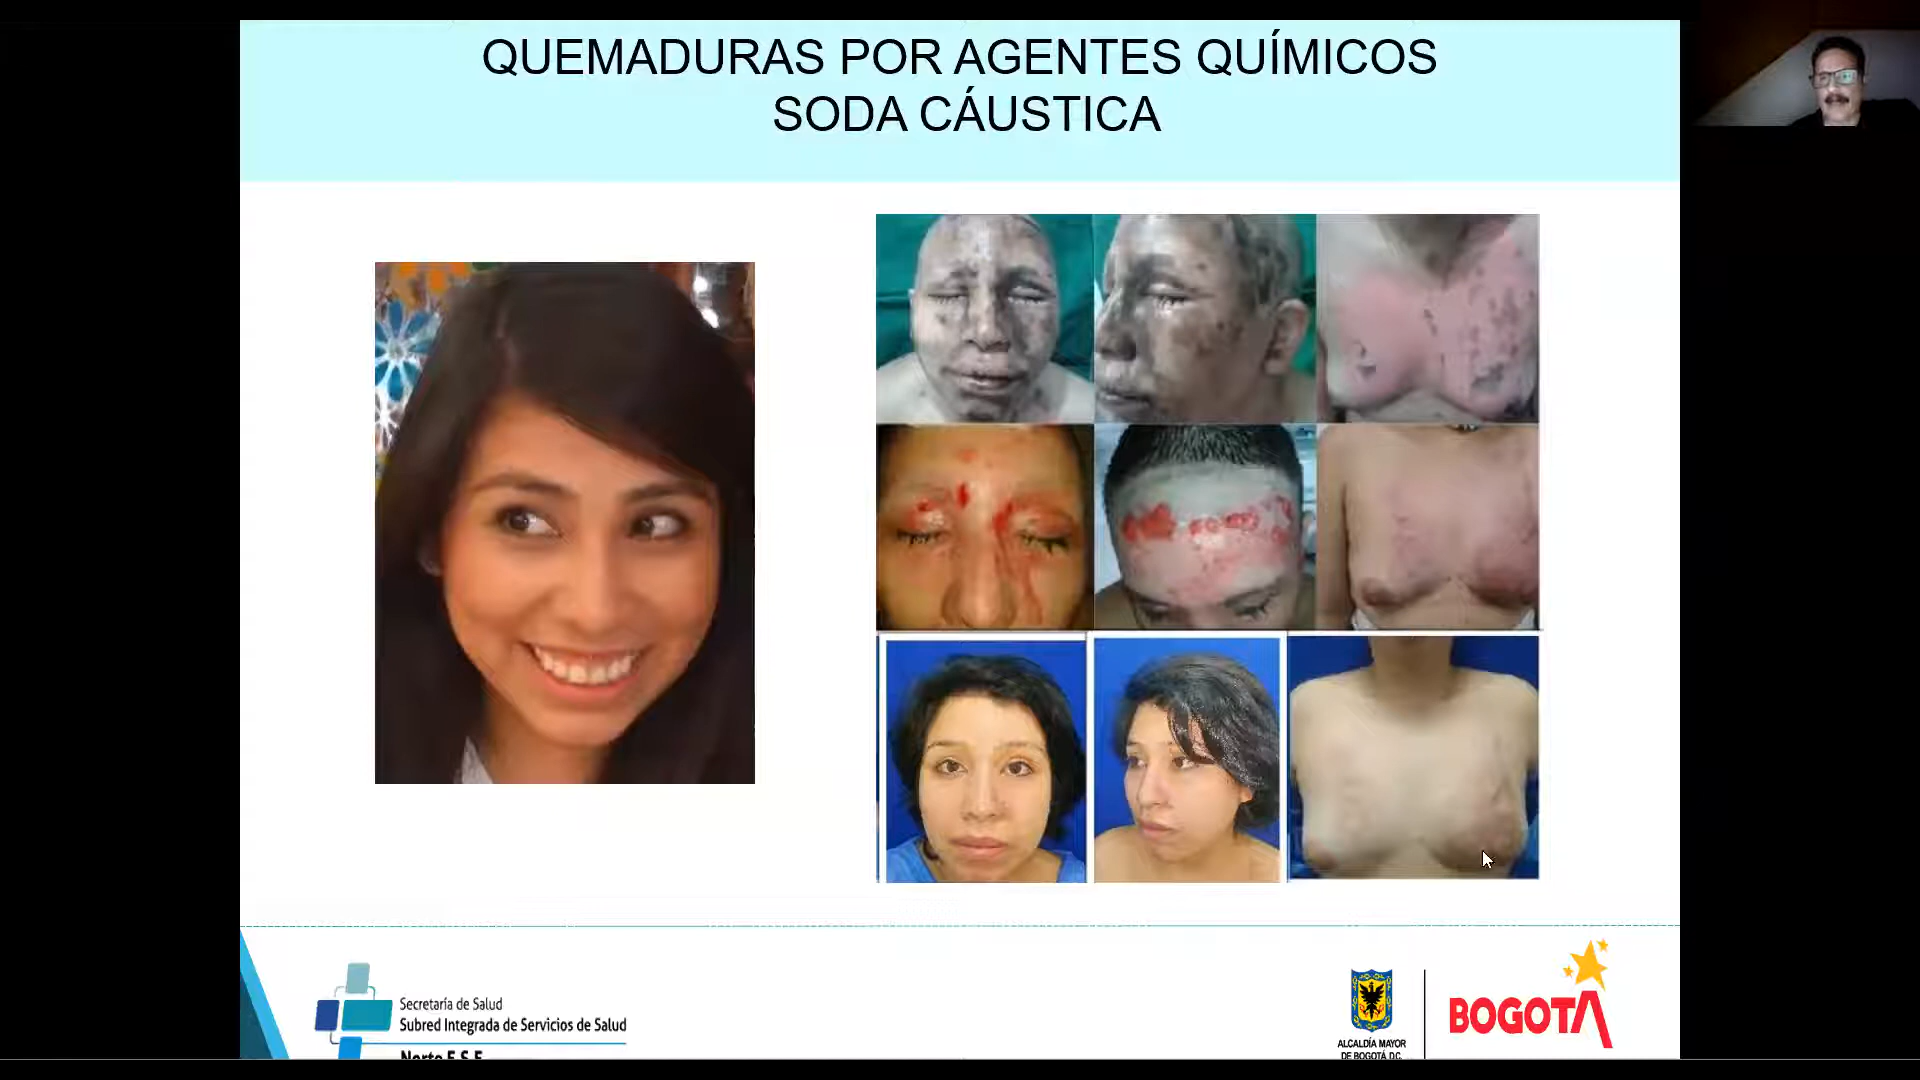 QUEMADURAS POR AGENTES QUÍMICOS
SODA CÁUSTICA
Secretaría de Salud
Subred Integrada de Servicios de Salud
Norte E.S.E.
ALCALDÍA MAYOR
DE BOGOTÁ D.C.
BOGOTÁ